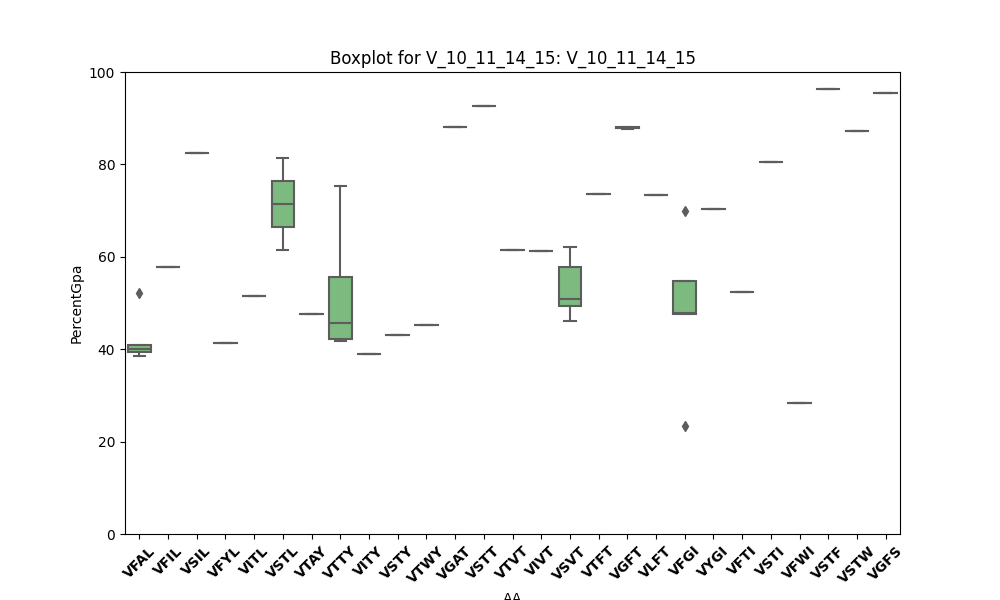 Boxplot for V_10_11_14_15: V_10_11_14_15
PercentGpa
100
80
60
40
20
0
VFAL VFIL VSIL VFYL VITL VSTL VTAY VTTY VITY VSTY VTWY VGAT VSTT VTVT VIVT VSVT VTFT VGFT VLFT VFGI VYGI VFTI VSTI VFWI VSTF VSTW VGFS
AA